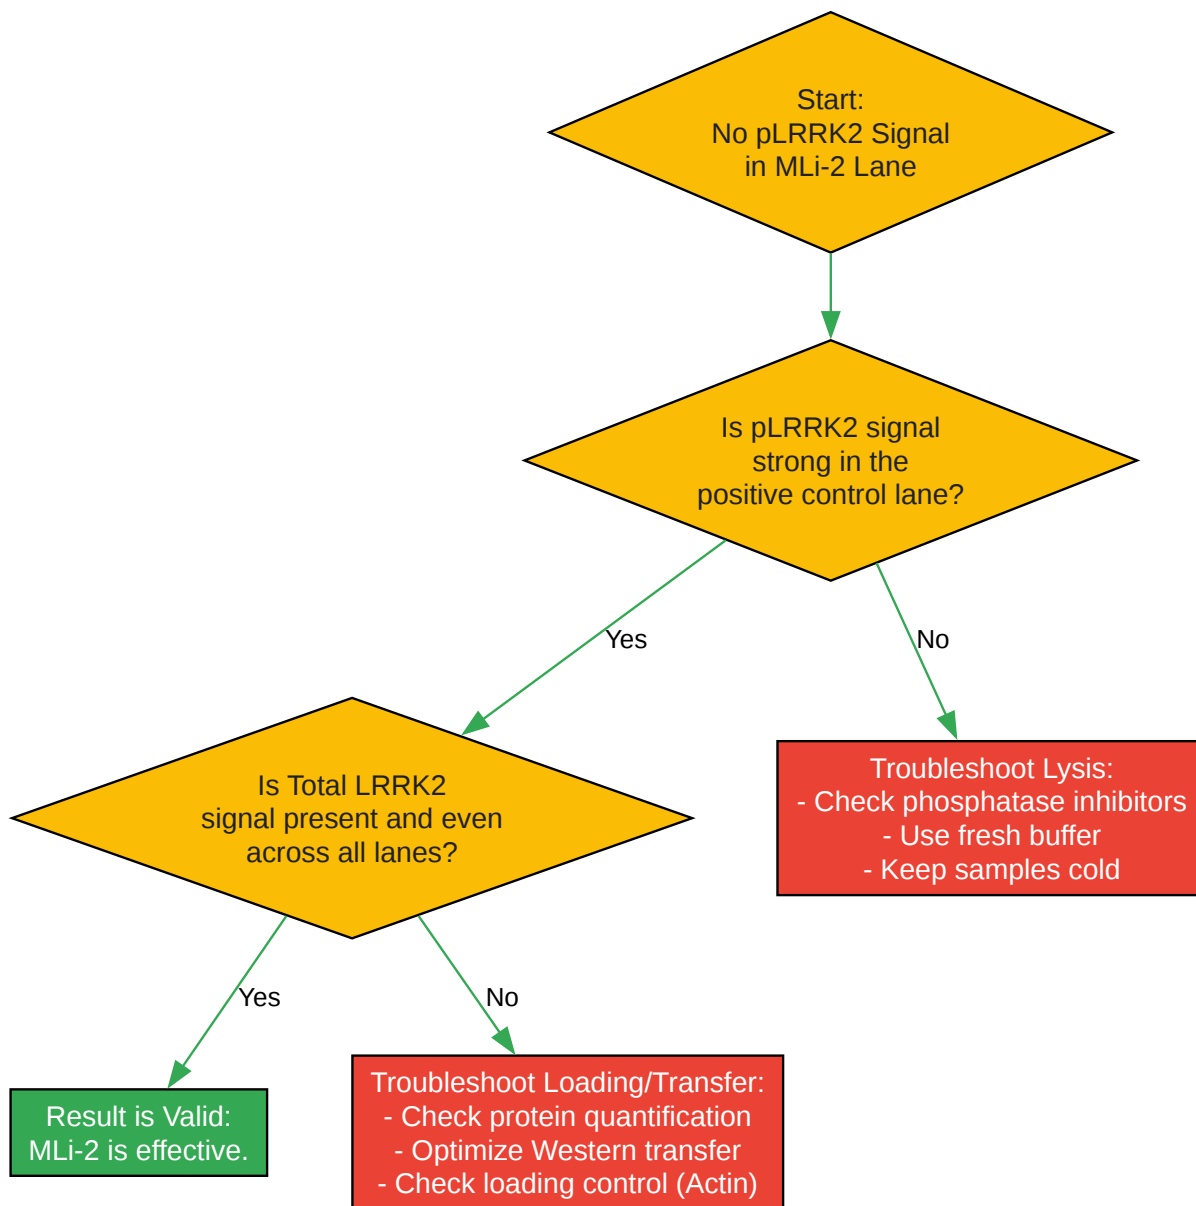 Start:
No pLRRK2 Signal
in MLi-2 Lane
Is pLRRK2 signal
strong in the
positive control lane?
Yes
No
Is Total LRRK2
signal present and even
across all lanes?
Troubleshoot Lysis:
- Check phosphatase inhibitors
- Use fresh buffer
- Keep samples cold
Yes
No
Result is Valid:
MLi-2 is effective.
Troubleshoot Loading/Transfer:
- Check protein quantification
- Optimize Western transfer
- Check loading control (Actin)